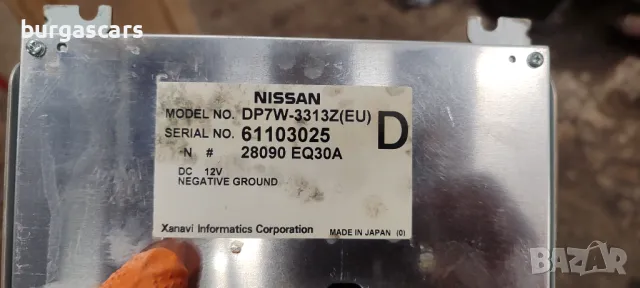 burgascars
NISSAN
MODEL NO. DP7W-3313Z(EU)
SERIAL NO. 61103025
D
N # 28090 EQ30A
DC 12V
NEGATIVE GROUND
Xanavi Informatics Corporation MADE IN JAPAN (0)
BAZAR